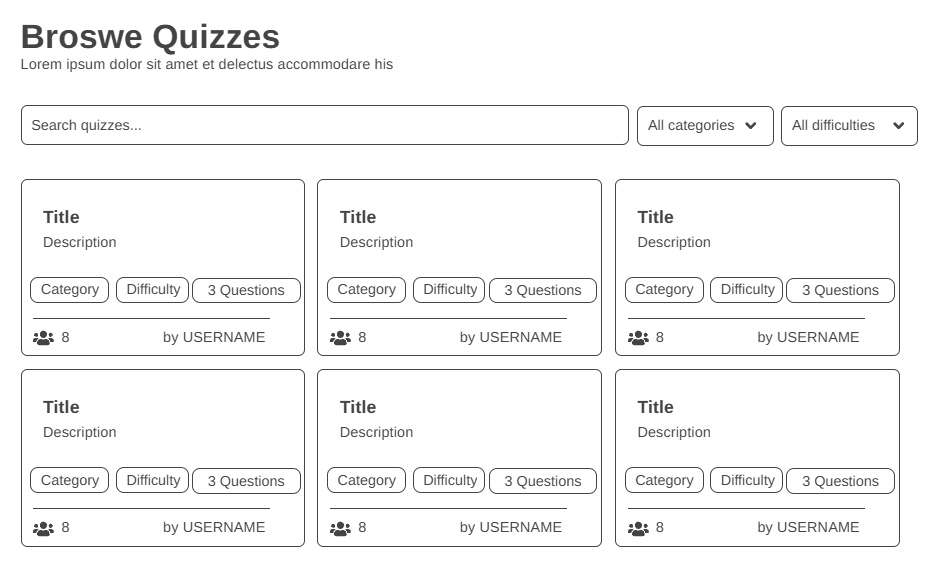 Broswe Quizzes
Lorem ipsum dolor sit amet et delectus accommodare his
Search quizzes... All categories All difficulties
Title Title Title
Description Description Description
Category Difficulty 3 Questions Category Difficulty 3 Questions Category Difficulty 3 Questions
8 by USERNAME 8 by USERNAME 8 by USERNAME
Title Title Title
Description Description Description
Category Difficulty 3 Questions Category Difficulty 3 Questions Category Difficulty 3 Questions
8 by USERNAME 8 by USERNAME 8 by USERNAME